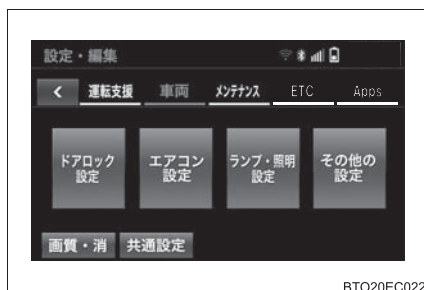 設定・編集
運転支援 車両 メンテナンス ETC Apps
ドアロック
設定
エアコン
設定
ランプ・照明
設定
その他の
設定
画質・消 共通設定
BTO20EC022